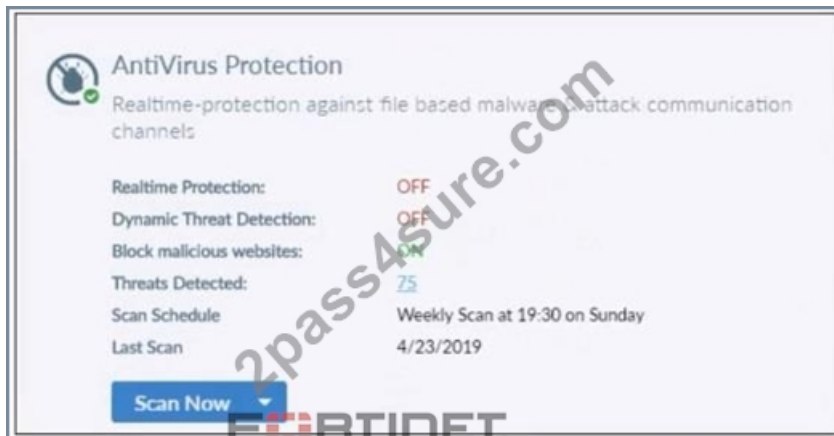 AntiVirus Protection
Realtime-protection against file based malware & attack communication
channels
Realtime Protection: OFF
Dynamic Threat Detection: OFF
Block malicious websites: ON
Threats Detected: 75
Scan Schedule Weekly Scan at 19:30 on Sunday
Last Scan 4/23/2019
Scan Now
2pass4sure.com
FORTINET